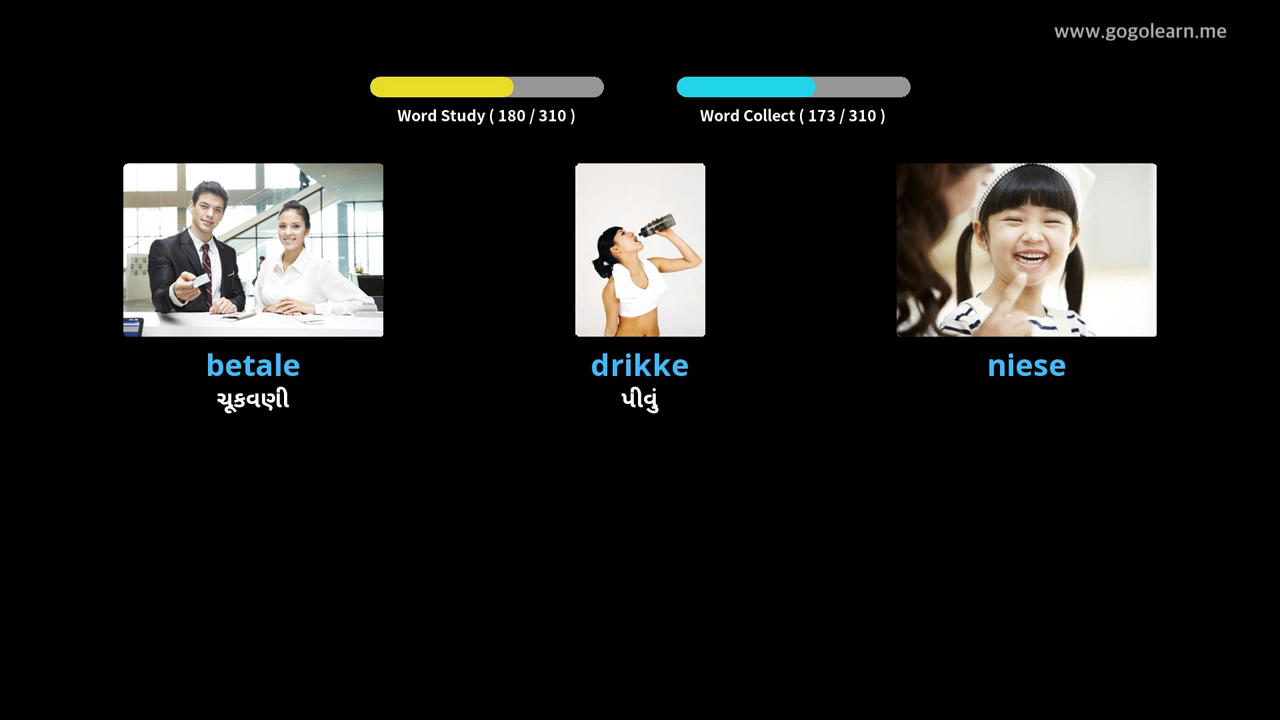 www.gogolearn.me
Word Study ( 180 / 310 )
Word Collect ( 173 / 310 )
betale
drikke
niese
ચૂકવણી
પીવું